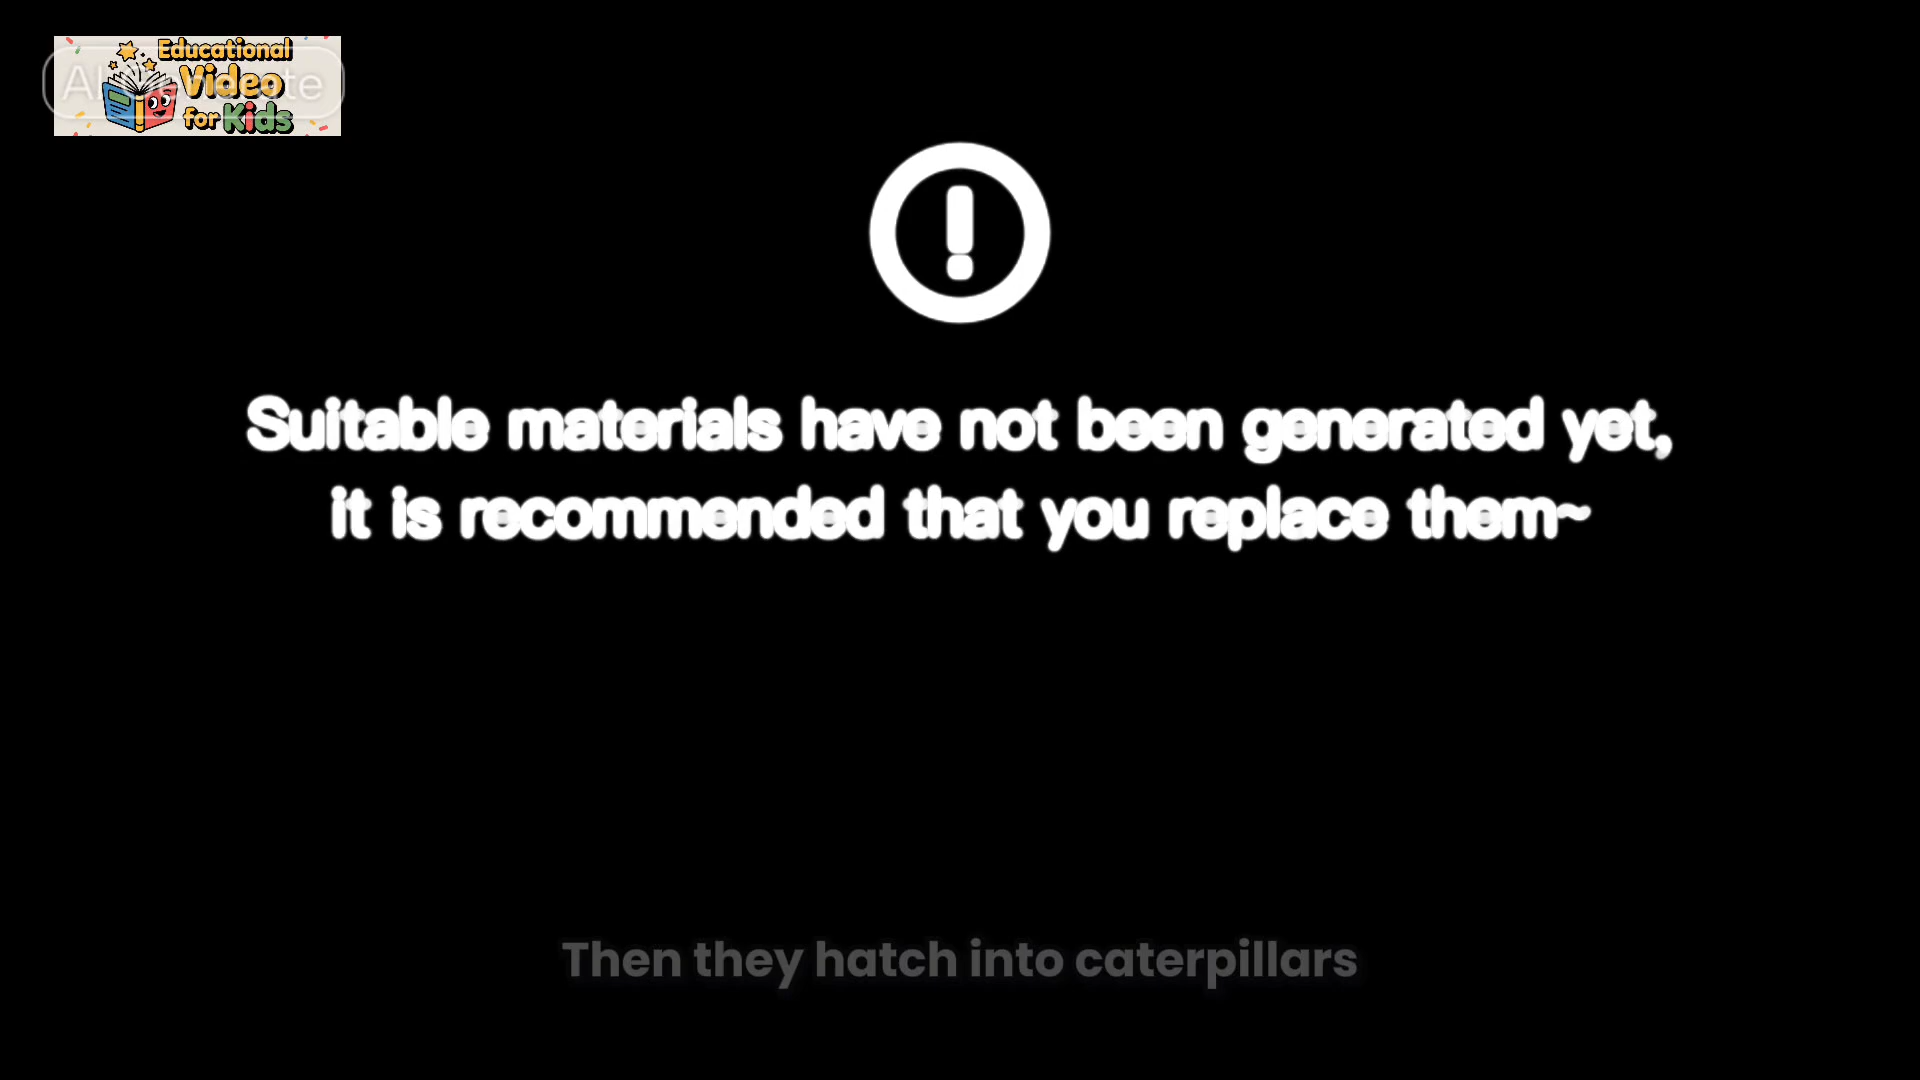 Educational
Video
for Kids
Suitable materials have not been generated yet,
it is recommended that you replace them~
Then they hatch into caterpillars